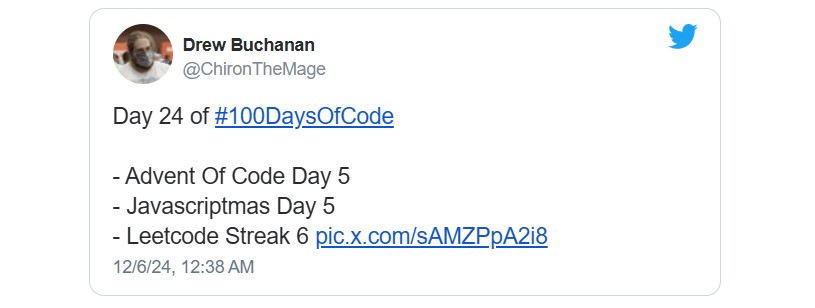 Drew Buchanan
@ChironTheMage
Day 24 of #100DaysOfCode
- Advent Of Code Day 5
- Javascriptmas Day 5
- Leetcode Streak 6 pic.x.com/sAMZPpA2i8
12/6/24, 12:38 AM